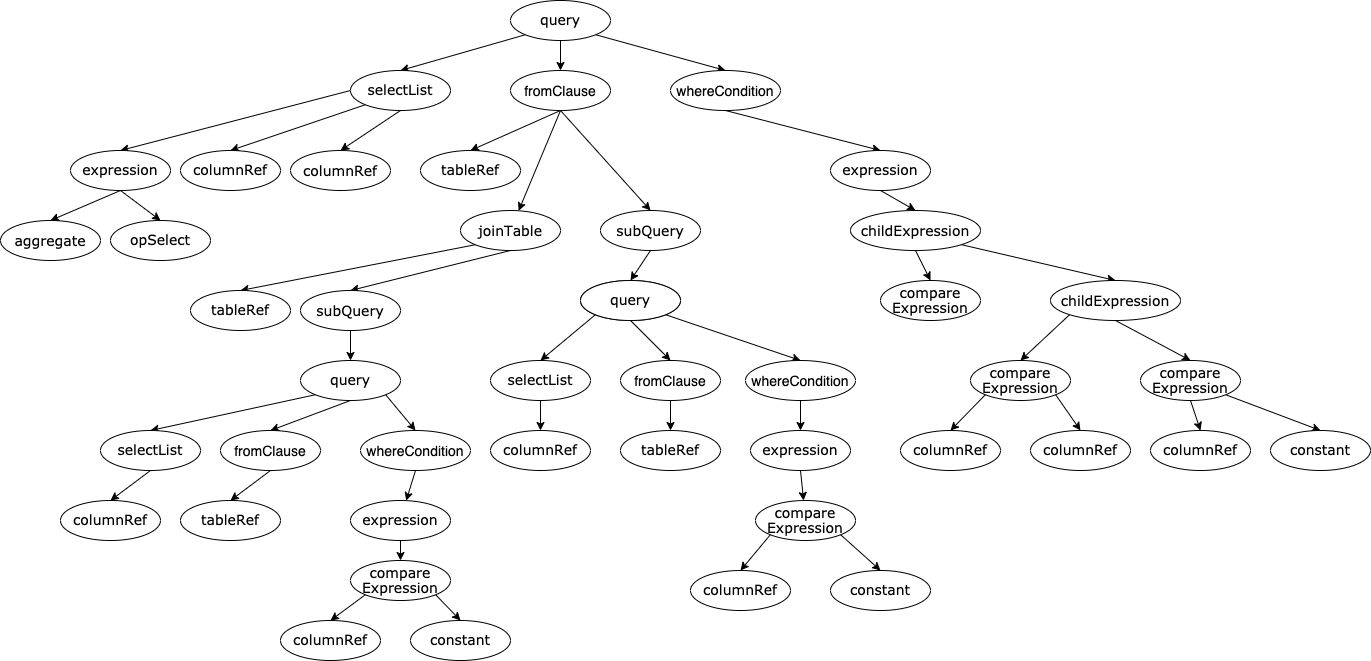 query
selectList
fromClause
whereCondition
expression
columnRef
columnRef
tableRef
expression
aggregate
opSelect
joinTable
subQuery
childExpression
tableRef
subQuery
query
compare
Expression
childExpression
query
selectList
fromClause
whereCondition
compare
Expression
compare
Expression
selectList
fromClause
whereCondition
columnRef
tableRef
expression
columnRef
columnRef
columnRef
constant
columnRef
tableRef
expression
compare
Expression
compare
Expression
columnRef
constant
columnRef
constant